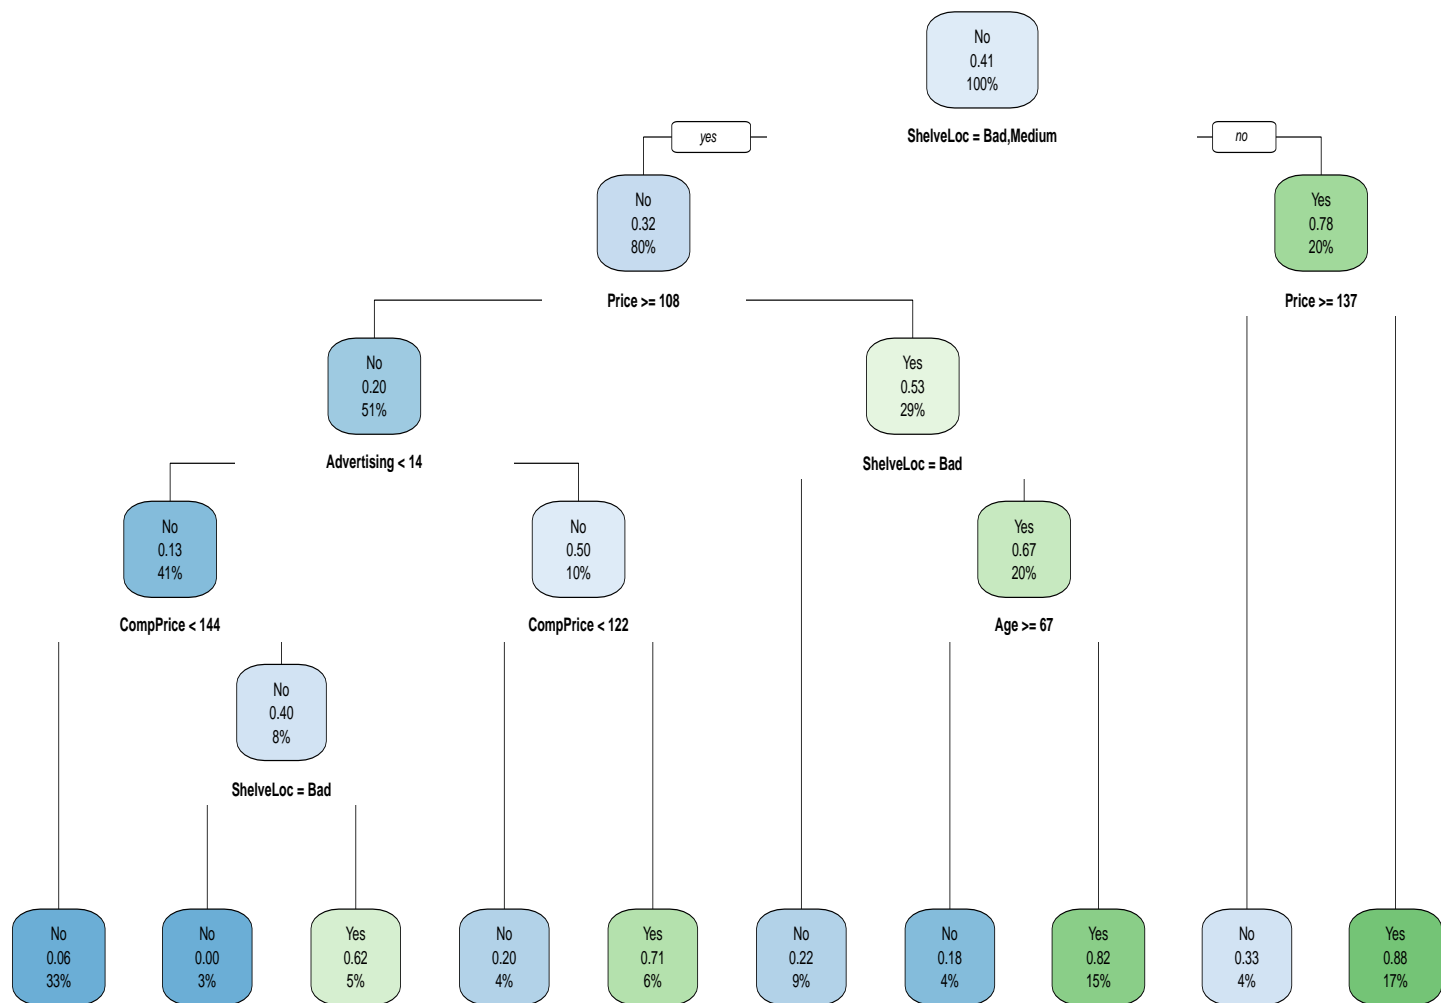 No
0.41
100%
yes
ShelveLoc = Bad,Medium
no
No
0.32
80%
Yes
0.78
20%
Price >= 108
Price >= 137
No
0.20
51%
Yes
0.53
29%
Advertising < 14
ShelveLoc = Bad
No
0.13
41%
No
0.50
10%
Yes
0.67
20%
CompPrice < 144
CompPrice < 122
Age >= 67
No
0.40
8%
ShelveLoc = Bad
No
0.06
33%
No
0.00
3%
Yes
0.62
5%
No
0.20
4%
Yes
0.71
6%
No
0.22
9%
No
0.18
4%
Yes
0.82
15%
No
0.33
4%
Yes
0.88
17%